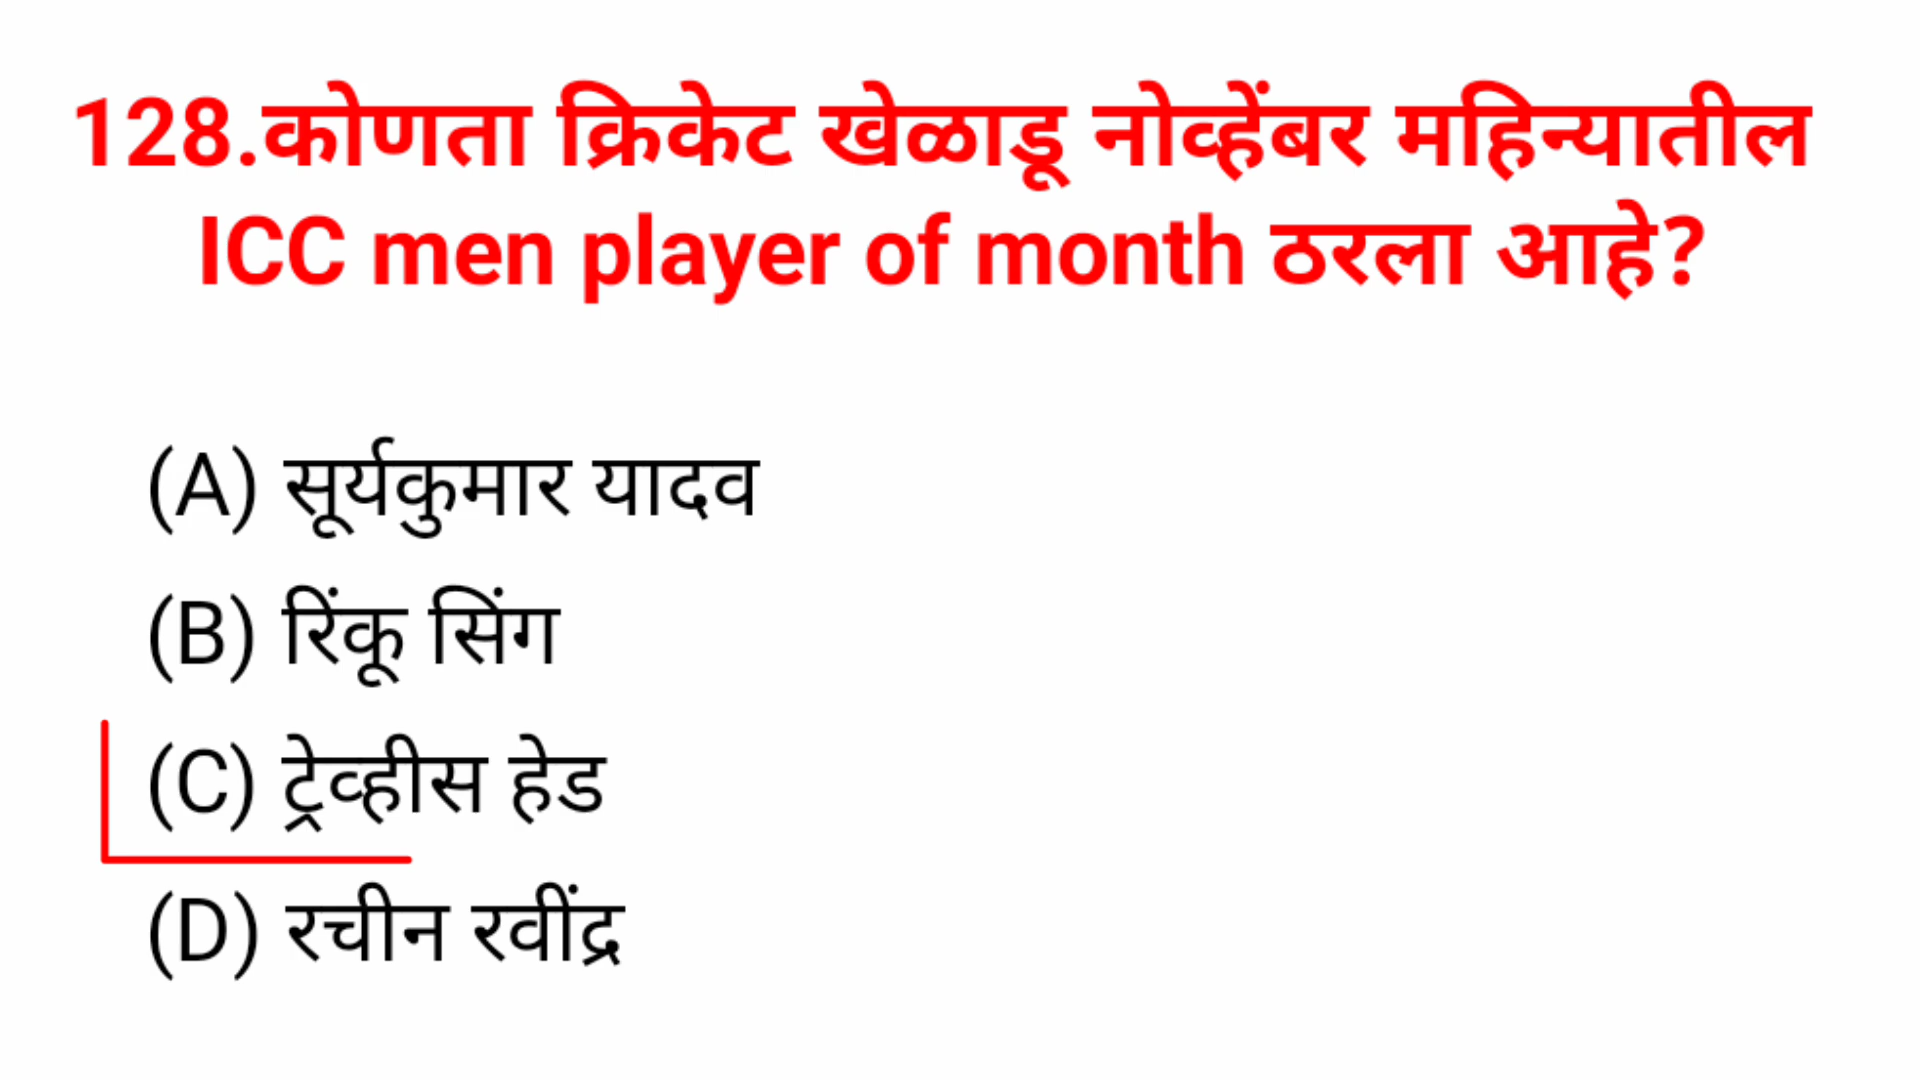 128.कोणता क्रिकेट खेळाडू नोव्हेंबर महिन्यातील
ICC men player of month ठरला आहे?
(A) सूर्यकुमार यादव
(B) रिंकू सिंग
(C) ट्रेव्हीस हेड
(D) रचीन रवींद्र